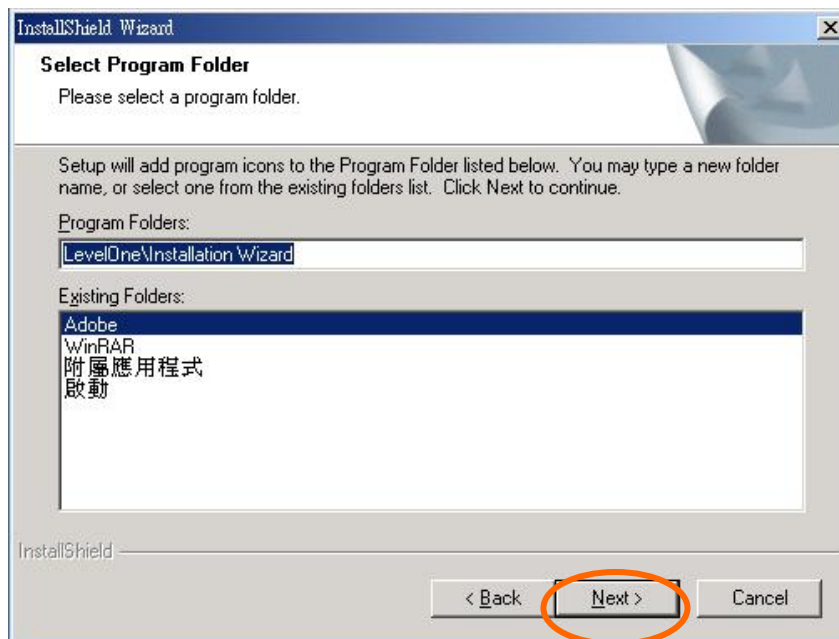 InstallShield Wizard
Select Program Folder
Please select a program folder.
Setup will add program icons to the Program Folder listed below. You may type a new folder
name, or select one from the existing folders list. Click Next to continue.
Program Folders:
LevelOne\Installation Wizard
Existing Folders:
Adobe
WinRAR
附屬應用程式
啟動
InstallShield
< Back
Next >
Cancel